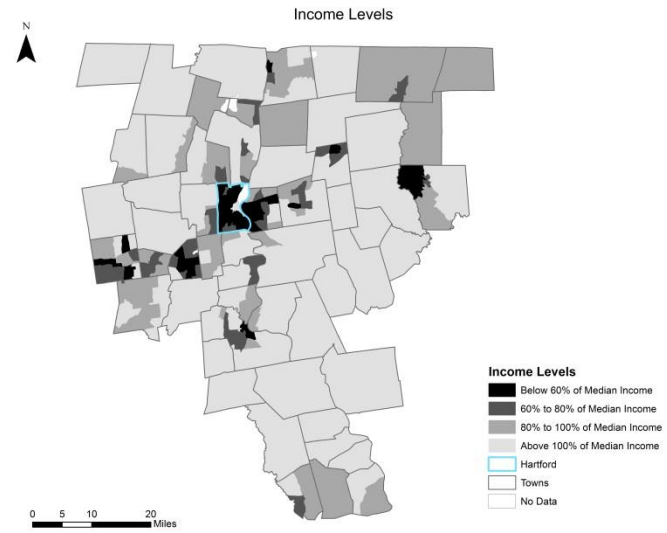 Income Levels
N
Income Levels
Below 60% of Median Income
60% to 80% of Median Income
80% to 100% of Median Income
Above 100% of Median Income
Hartford
Towns
No Data
0 5 10 20
Miles